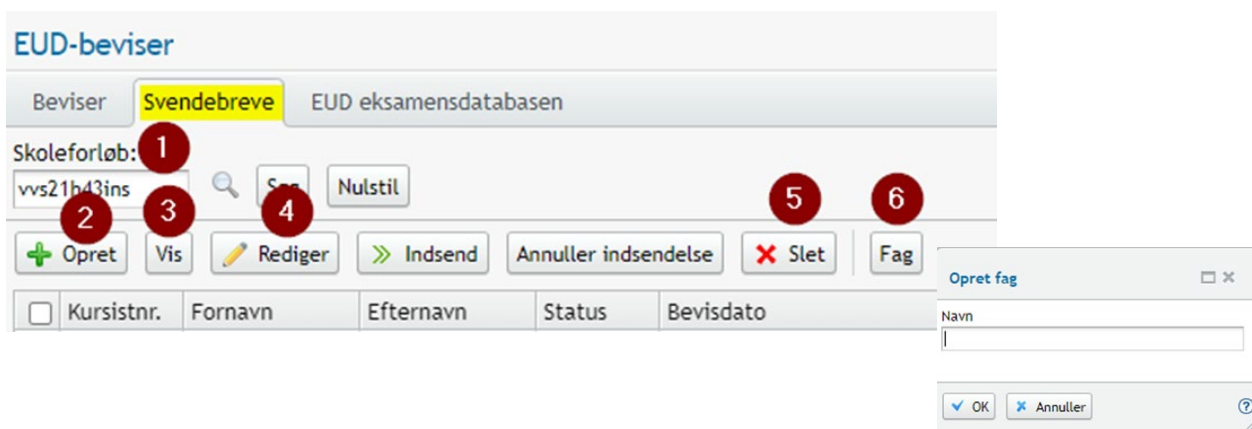 EUD-beviser
Beviser Svendebreve EUD eksamensdatabasen
Skoleforløb: 1
vvs21h43ins Søg Nulstil
2 3 4 5 6
Opret Vis Rediger Indsend Annuller indsendelse Slet Fag
Kursistnr. Fornavn Efternavn Status Bevisdato
Opret fag
Navn
OK Annuller